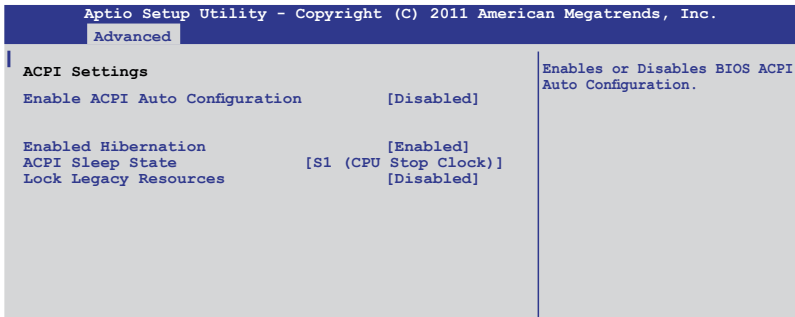 Aptio Setup Utility - Copyright (C) 2011 American Megatrends, Inc.
Advanced
ACPI Settings
Enable ACPI Auto Configuration [Disabled]
Enabled Hibernation [Enabled]
ACPI Sleep State [S1 (CPU Stop Clock)]
Lock Legacy Resources [Disabled]
Enables or Disables BIOS ACPI
Auto Configuration.